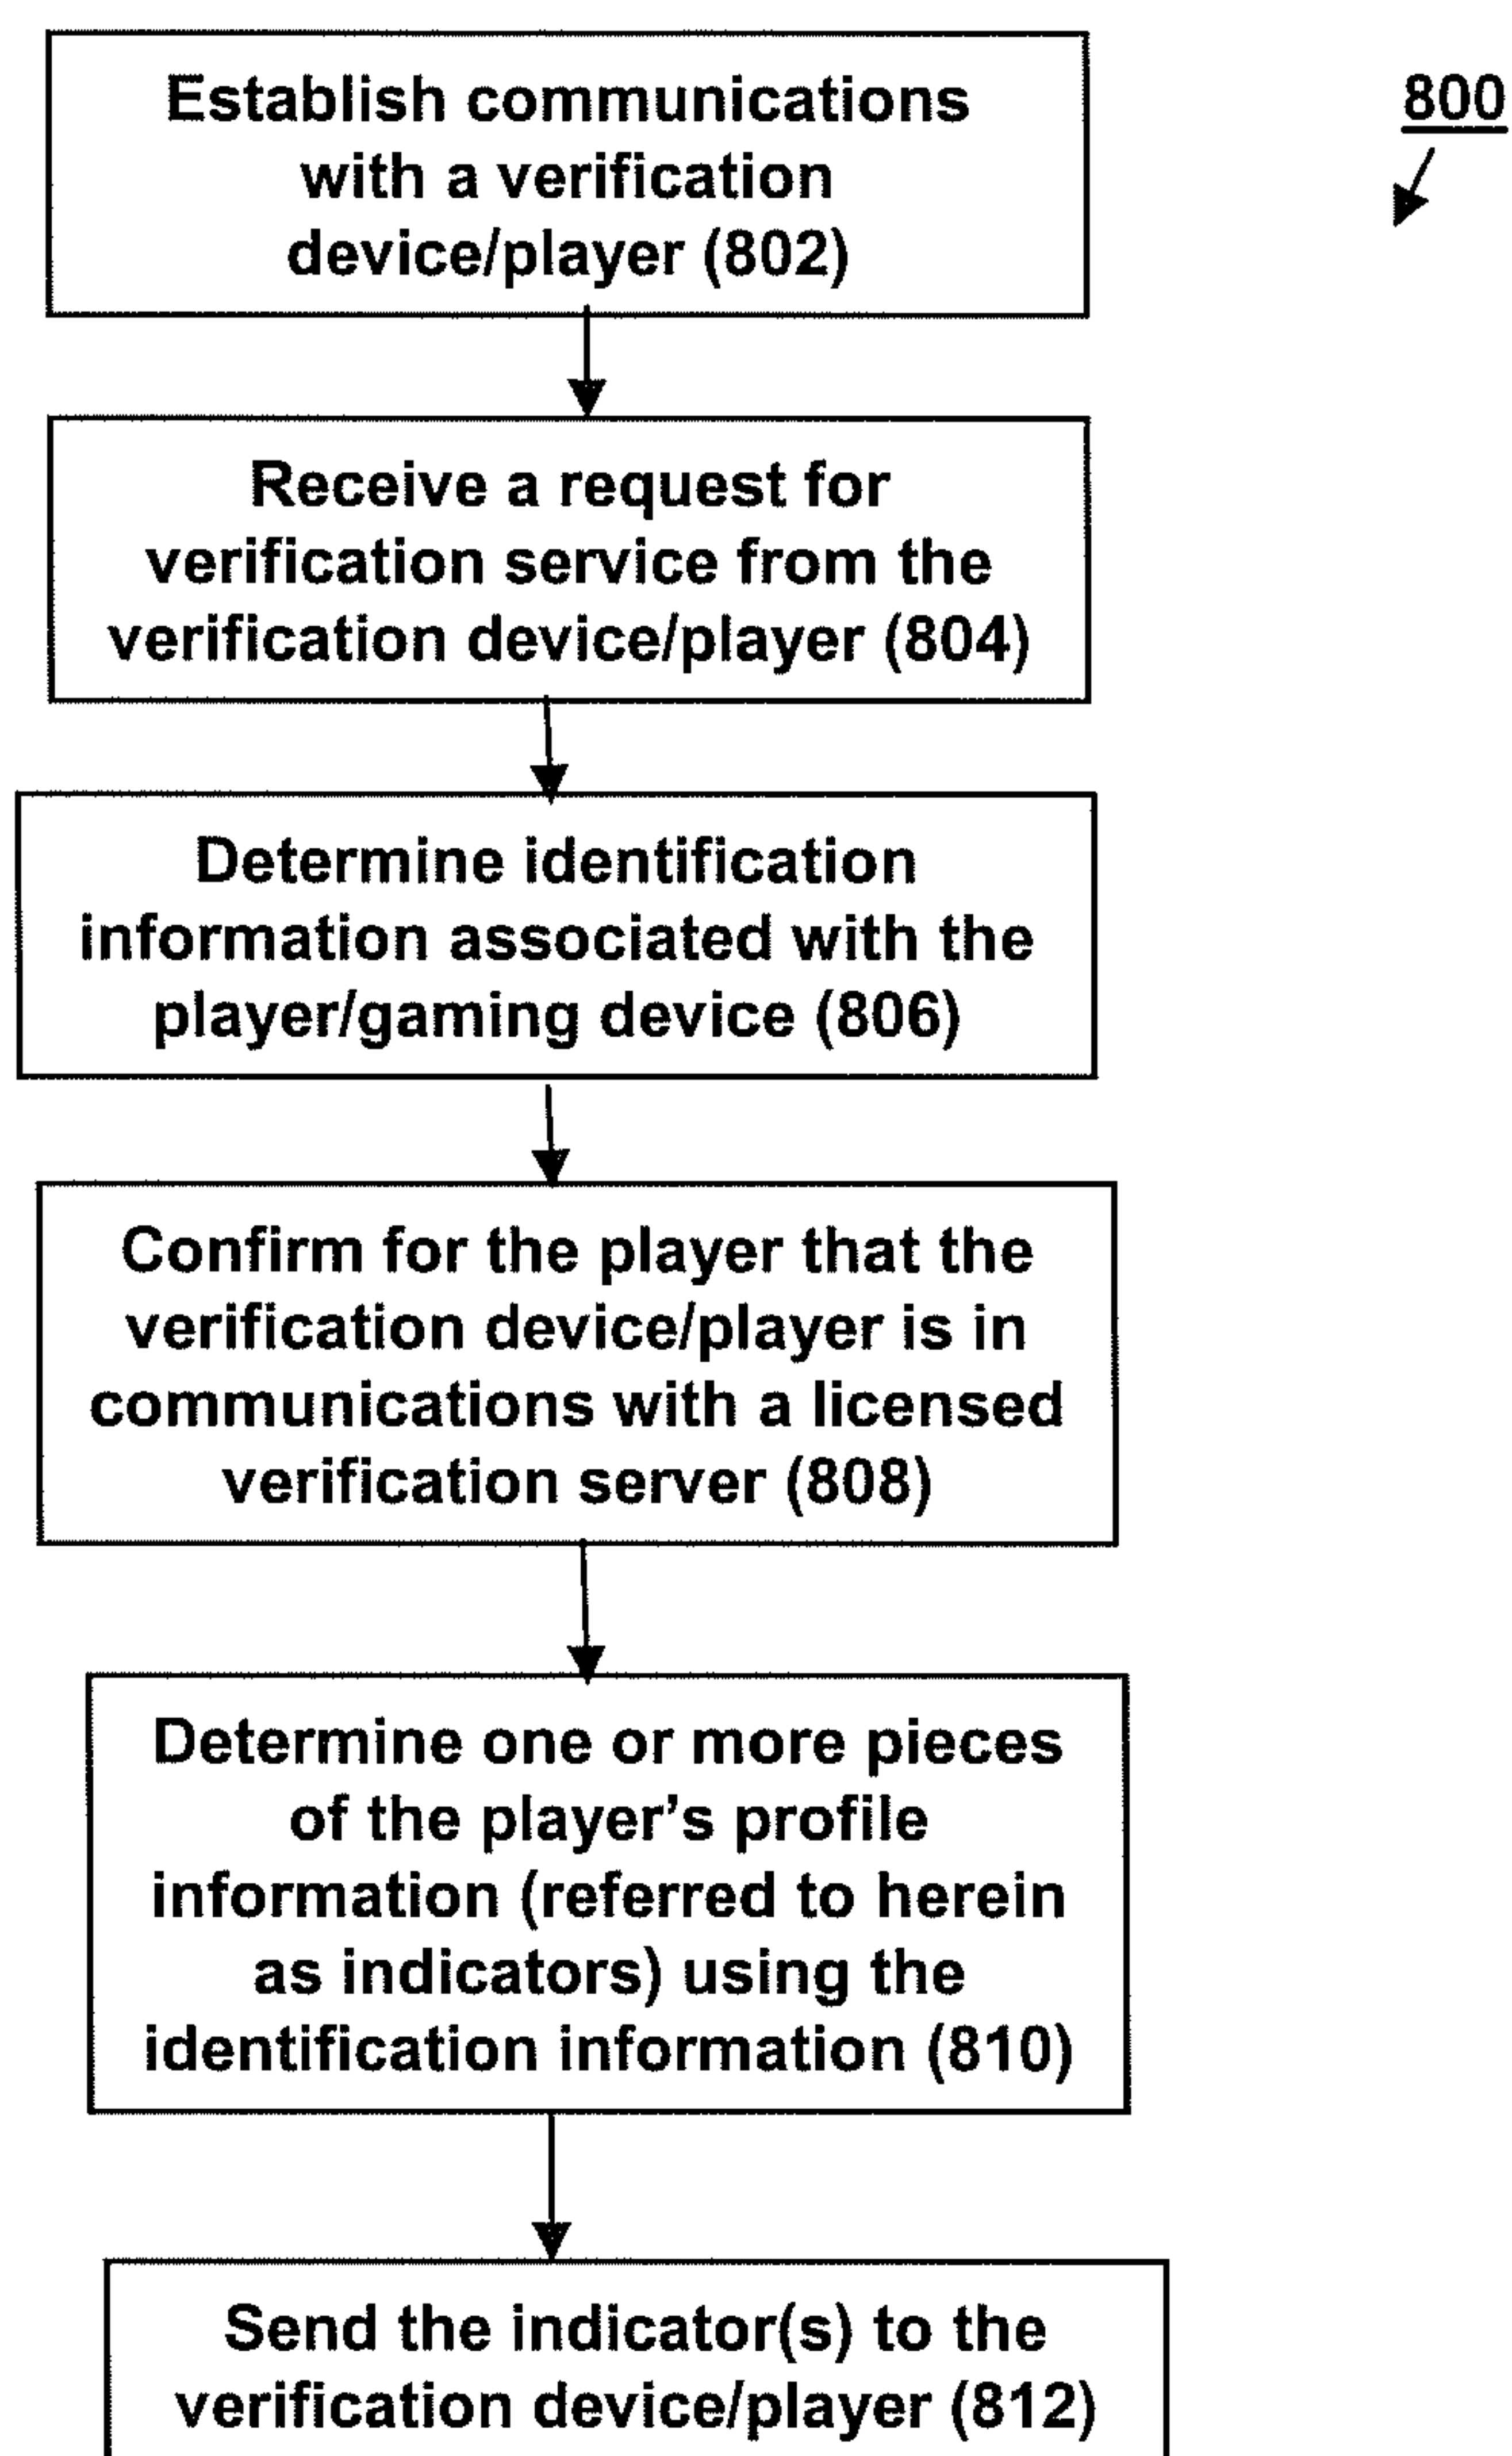 Establish communications
with a verification
device/player (802)
800
Receive a request for
verification service from the
verification device/player (804)
Determine identification
information associated with the
player/gaming device (806)
Confirm for the player that the
verification device/player is in
communications with a licensed
verification server (808)
Determine one or more pieces
of the player's profile
information (referred to herein
as indicators) using the
identification information (810)
Send the indicator(s) to the
verification device/player (812)